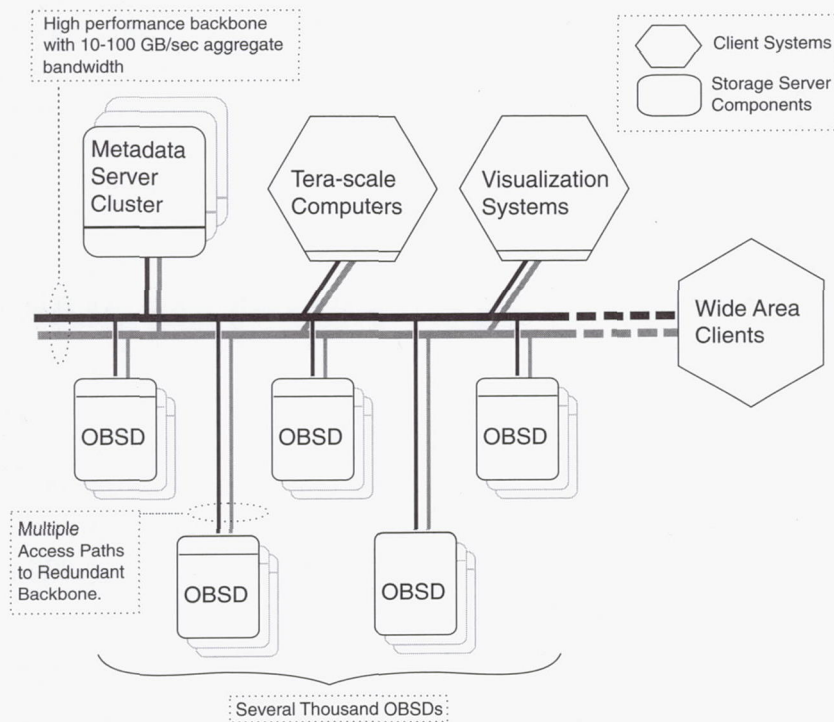 High performance backbone
with 10-100 GB/sec aggregate
bandwidth
Client Systems
Storage Server
Components
Metadata
Server
Cluster
Tera-scale
Computers
Visualization
Systems
Wide Area
Clients
OBSD
OBSD
OBSD
Multiple
Access Paths
to Redundant
Backbone.
OBSD
OBSD
Several Thousand OBSDs